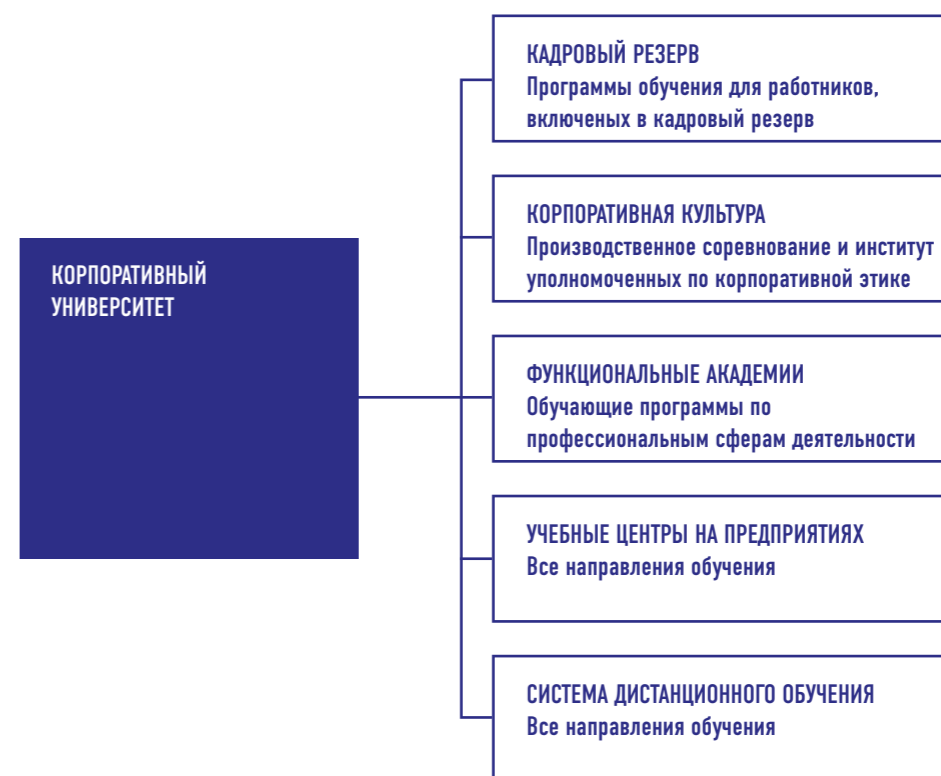 КАДРОВЫЙ РЕЗЕРВ
Программы обучения для работников,
включеных в кадровый резерв
КОРПОРАТИВНАЯ КУЛЬТУРА
Производственное соревнование и институт
уполномоченных по корпоративной этике
КОРПОРАТИВНЫЙ
УНИВЕРСИТЕТ
ФУНКЦИОНАЛЬНЫЕ АКАДЕМИИ
Обучающие программы по
профессиональным сферам деятельности
УЧЕБНЫЕ ЦЕНТРЫ НА ПРЕДПРИЯТИЯХ
Все направления обучения
СИСТЕМА ДИСТАНЦИОННОГО ОБУЧЕНИЯ
Все направления обучения